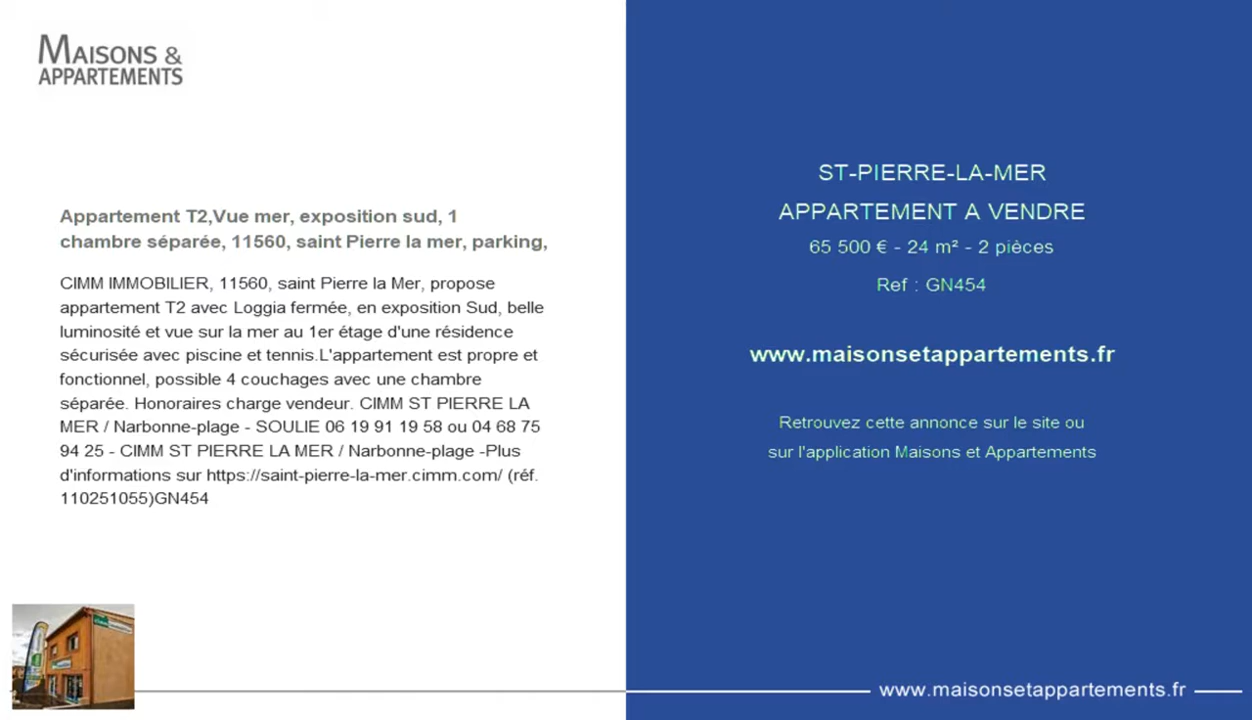 MAISONS &
APPARTEMENTS
Appartement T2,Vue mer, exposition sud, 1
chambre séparée, 11560, saint Pierre la mer, parking,
CIMM IMMOBILIER, 11560, saint Pierre la Mer, propose
appartement T2 avec Loggia fermée, en exposition Sud, belle
luminosité et vue sur la mer au 1er étage d'une résidence
sécurisée avec piscine et tennis.L'appartement est propre et
fonctionnel, possible 4 couchages avec une chambre
séparée. Honoraires charge vendeur. CIMM ST PIERRE LA
MER / Narbonne-plage - SOULIE 06 19 91 19 58 ou 04 68 75
94 25 - CIMM ST PIERRE LA MER / Narbonne-plage -Plus
d'informations sur https://saint-pierre-la-mer.cimm.com/ (réf.
110251055)GN454
ST-PIERRE-LA-MER
APPARTEMENT A VENDRE
65 500 € - 24 m² - 2 pièces
Ref : GN454
www.maisonsetappartements.fr
Retrouvez cette annonce sur le site ou
sur l'application Maisons et Appartements
www.maisonsetappartements.fr